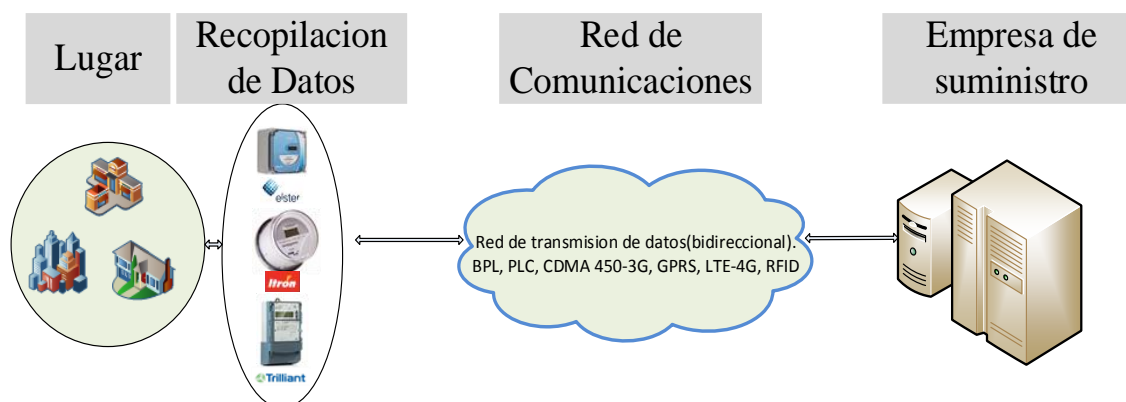 Lugar
Recopilacion
de Datos
Red de
Comunicaciones
Empresa de
suministro
elster
Itrón
Trilliant
Red de transmision de datos(bidireccional).
BPL, PLC, CDMA 450-3G, GPRS, LTE-4G, RFID